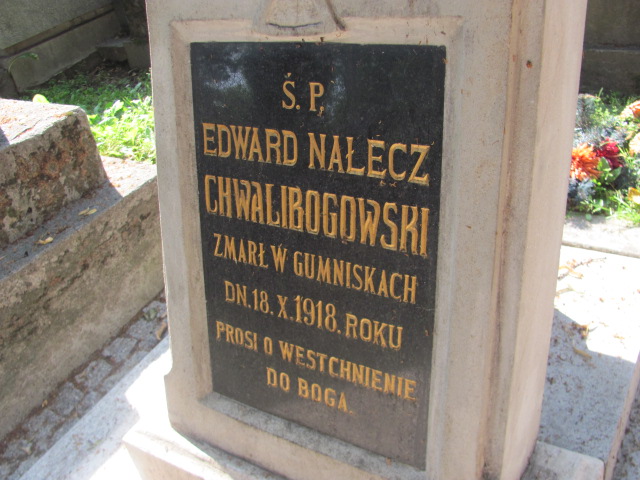 Ś. P,
EDWARD NAŁĘCZ
CHWALIBOGOWSKI
ZMARŁ W GUMNISKACH
DN. 18. X. 1918. ROKU
PROSI O WESTCHNIENIE
DO BOGA.